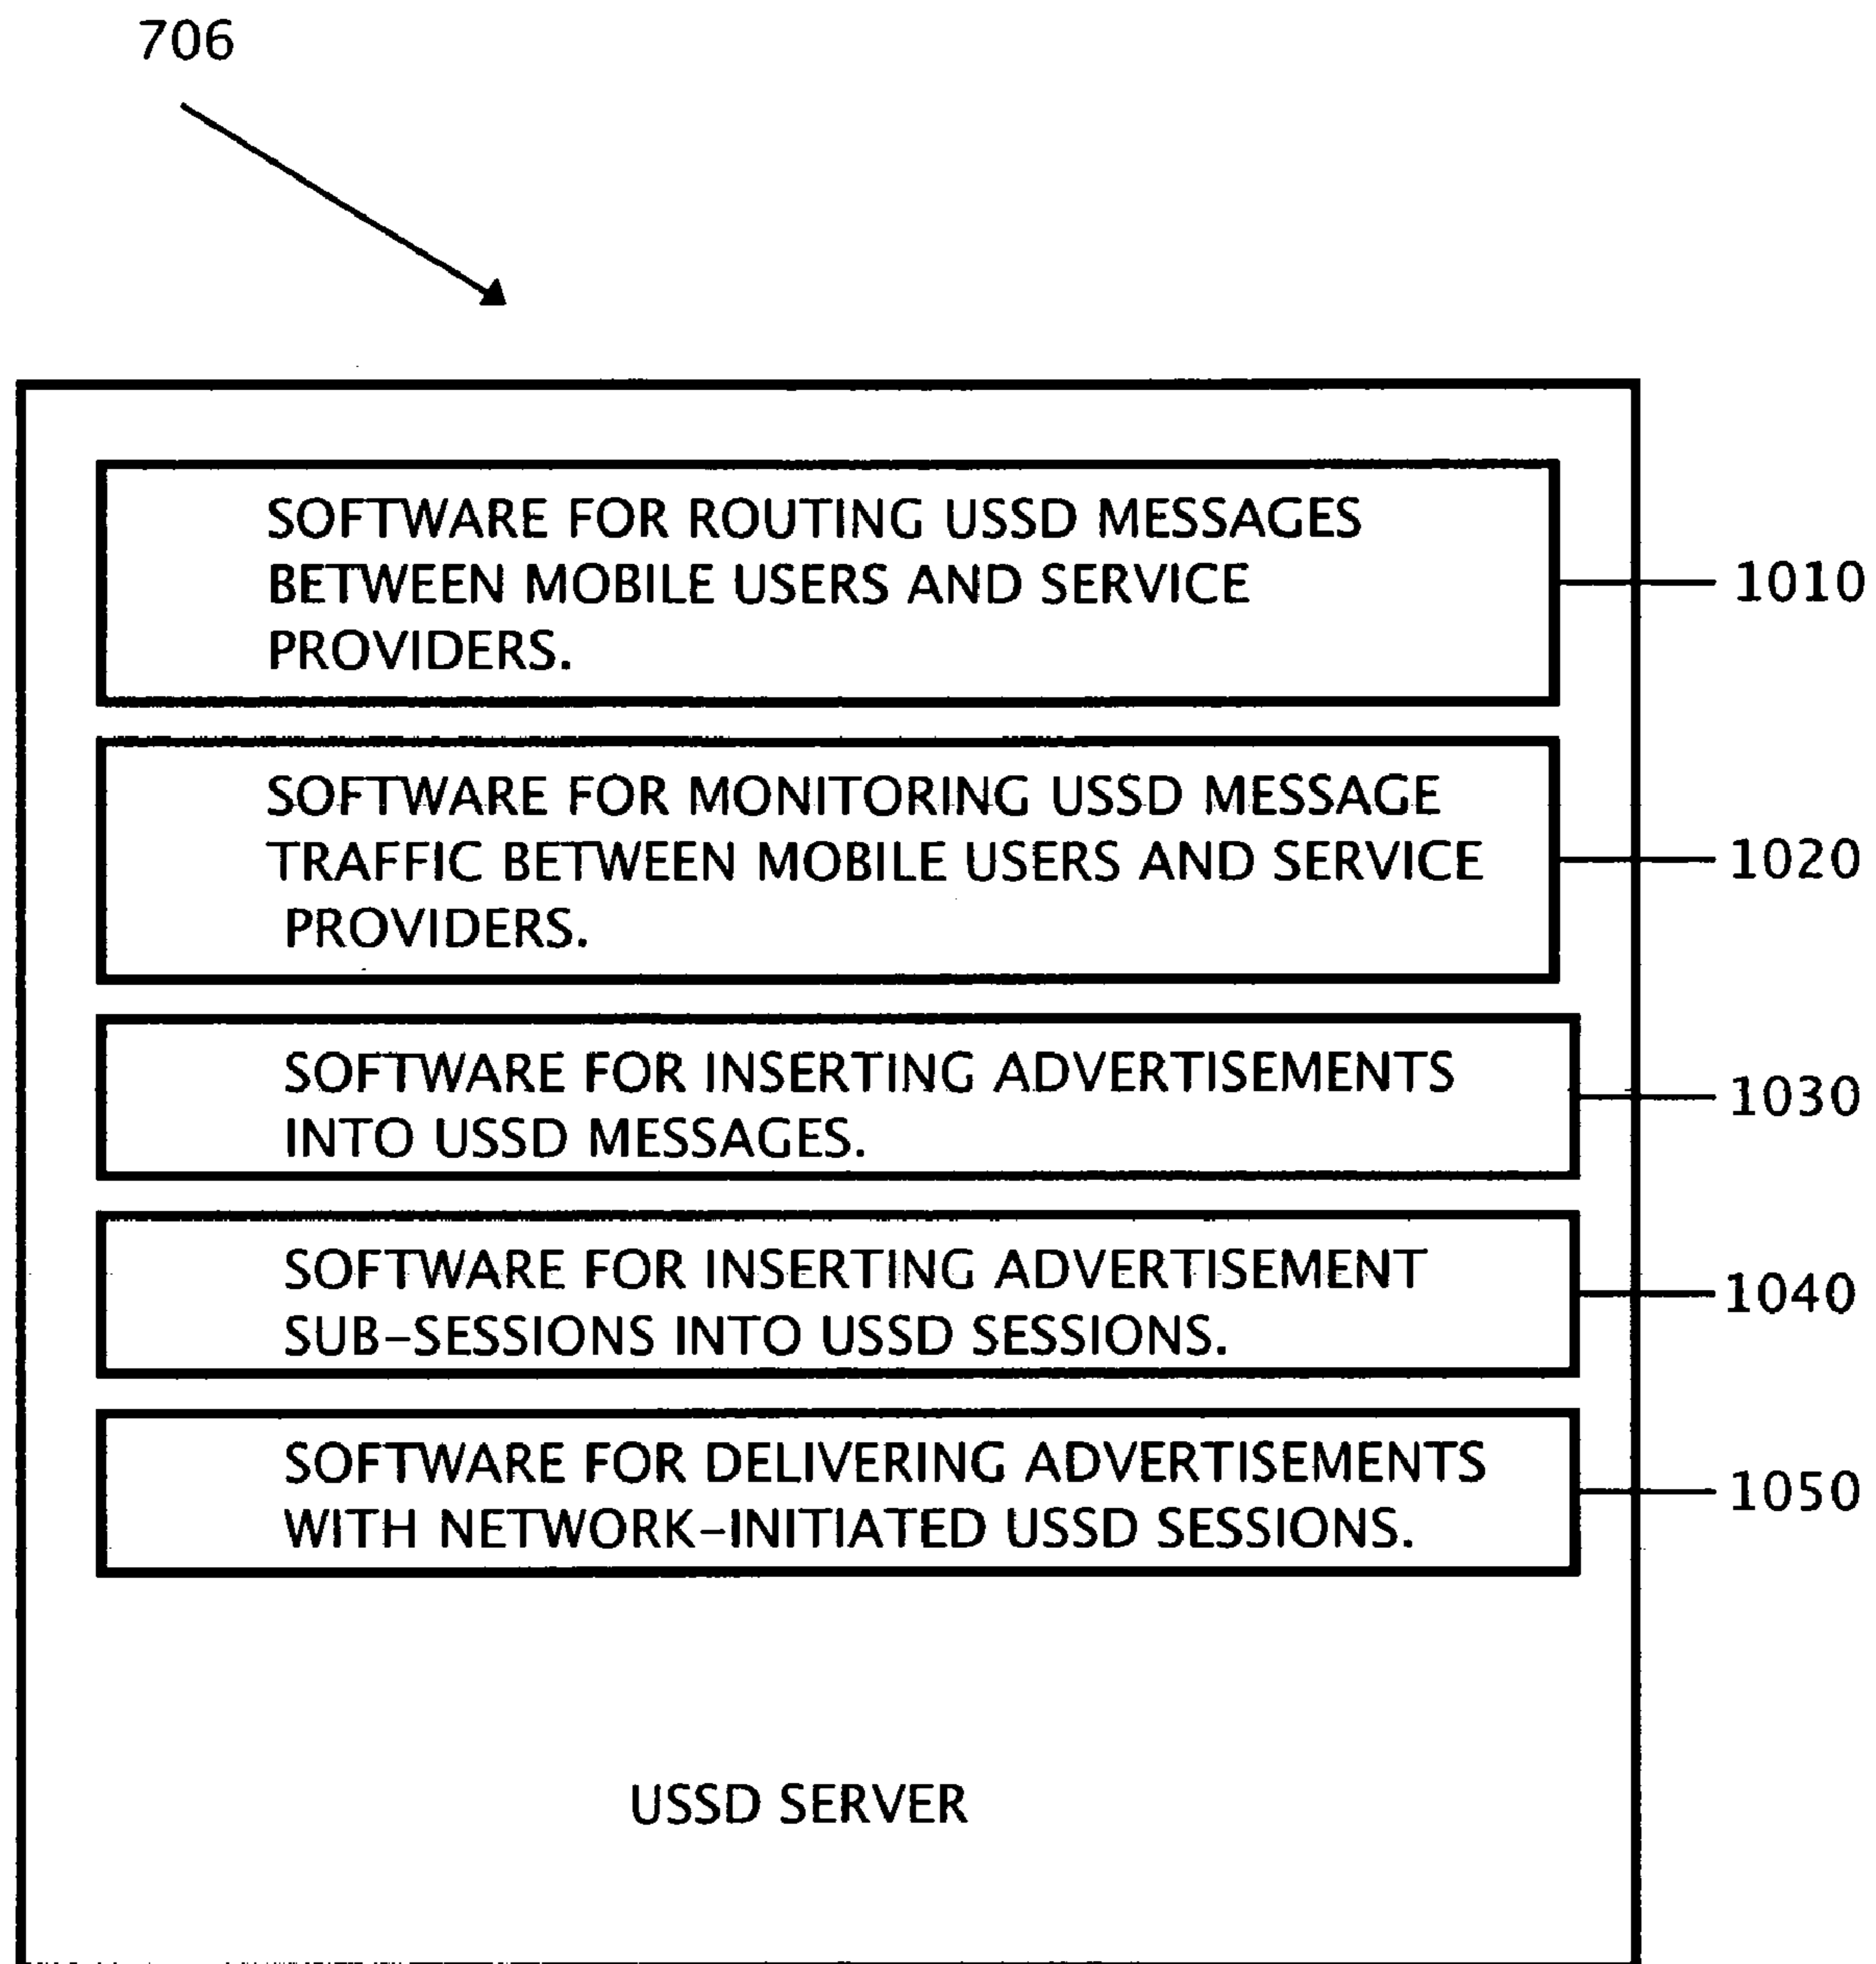 706
SOFTWARE FOR ROUTING USSD MESSAGES
BETWEEN MOBILE USERS AND SERVICE
PROVIDERS.
1010
SOFTWARE FOR MONITORING USSD MESSAGE
TRAFFIC BETWEEN MOBILE USERS AND SERVICE
PROVIDERS.
1020
SOFTWARE FOR INSERTING ADVERTISEMENTS
INTO USSD MESSAGES.
1030
SOFTWARE FOR INSERTING ADVERTISEMENT
SUB-SESSIONS INTO USSD SESSIONS.
1040
SOFTWARE FOR DELIVERING ADVERTISEMENTS
WITH NETWORK-INITIATED USSD SESSIONS.
1050
USSD SERVER